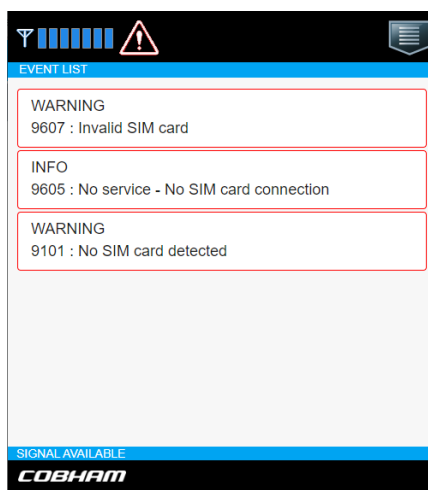 EVENT LIST
WARNING
9607 : Invalid SIM card
INFO
9605 : No service - No SIM card connection
WARNING
9101 : No SIM card detected
SIGNAL AVAILABLE
COBHAM